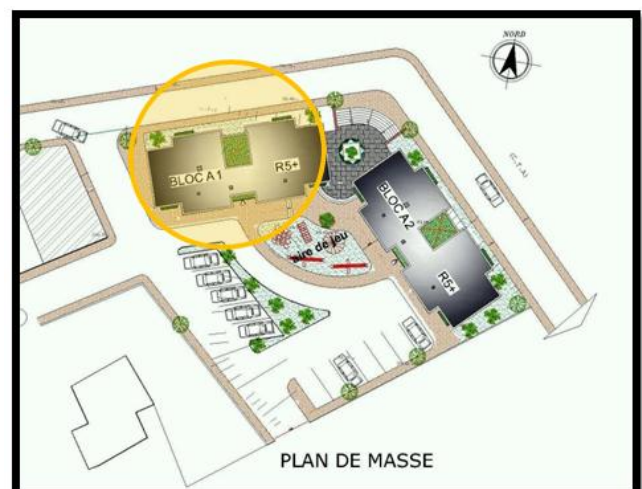 NORD
BLOC A1
R5+
BLOC A2
R5+
aire de jeu
(C.T.A)
PLAN DE MASSE